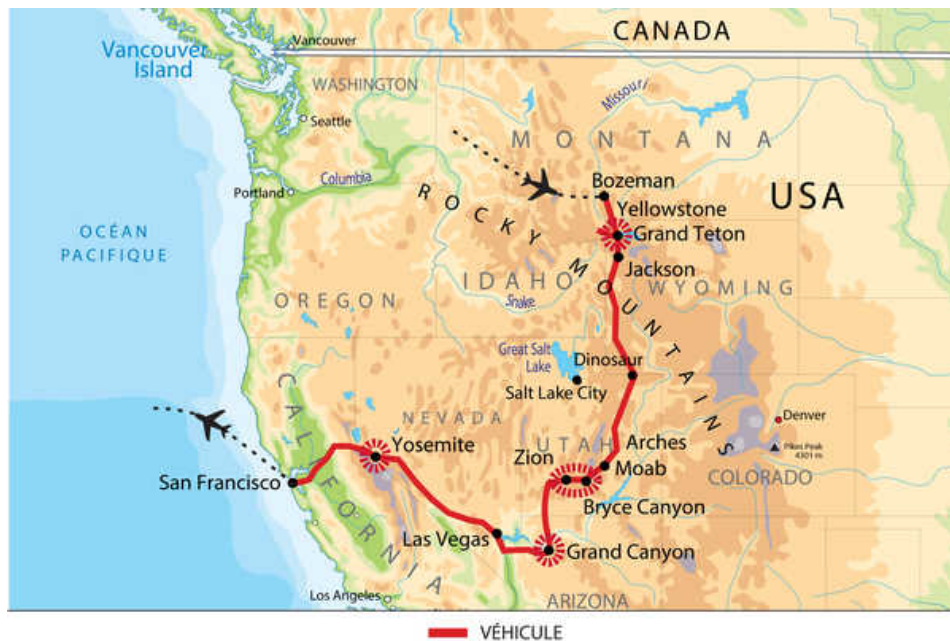 CANADA
Vancouver
Island
Vancouver
WASHINGTON
Seattle
Missouri
MONTANA
Columbia
Portland
Bozeman
USA
Yellowstone
Grand Teton
ROCKY MOUNTAINS
OCÉAN
PACIFIQUE
Jackson
IDAHO
WYOMING
OREGON
Snake
Great Salt
Lake
Dinosaur
Salt Lake City
CALIFORNIA
NEVADA
Denver
Yosemite
UTAH
Arches
Pikes Peak
4301 m
Zion
Moab
COLORADO
San Francisco
Bryce Canyon
Las Vegas
Grand Canyon
Los Angeles
ARIZONA
VÉHICULE